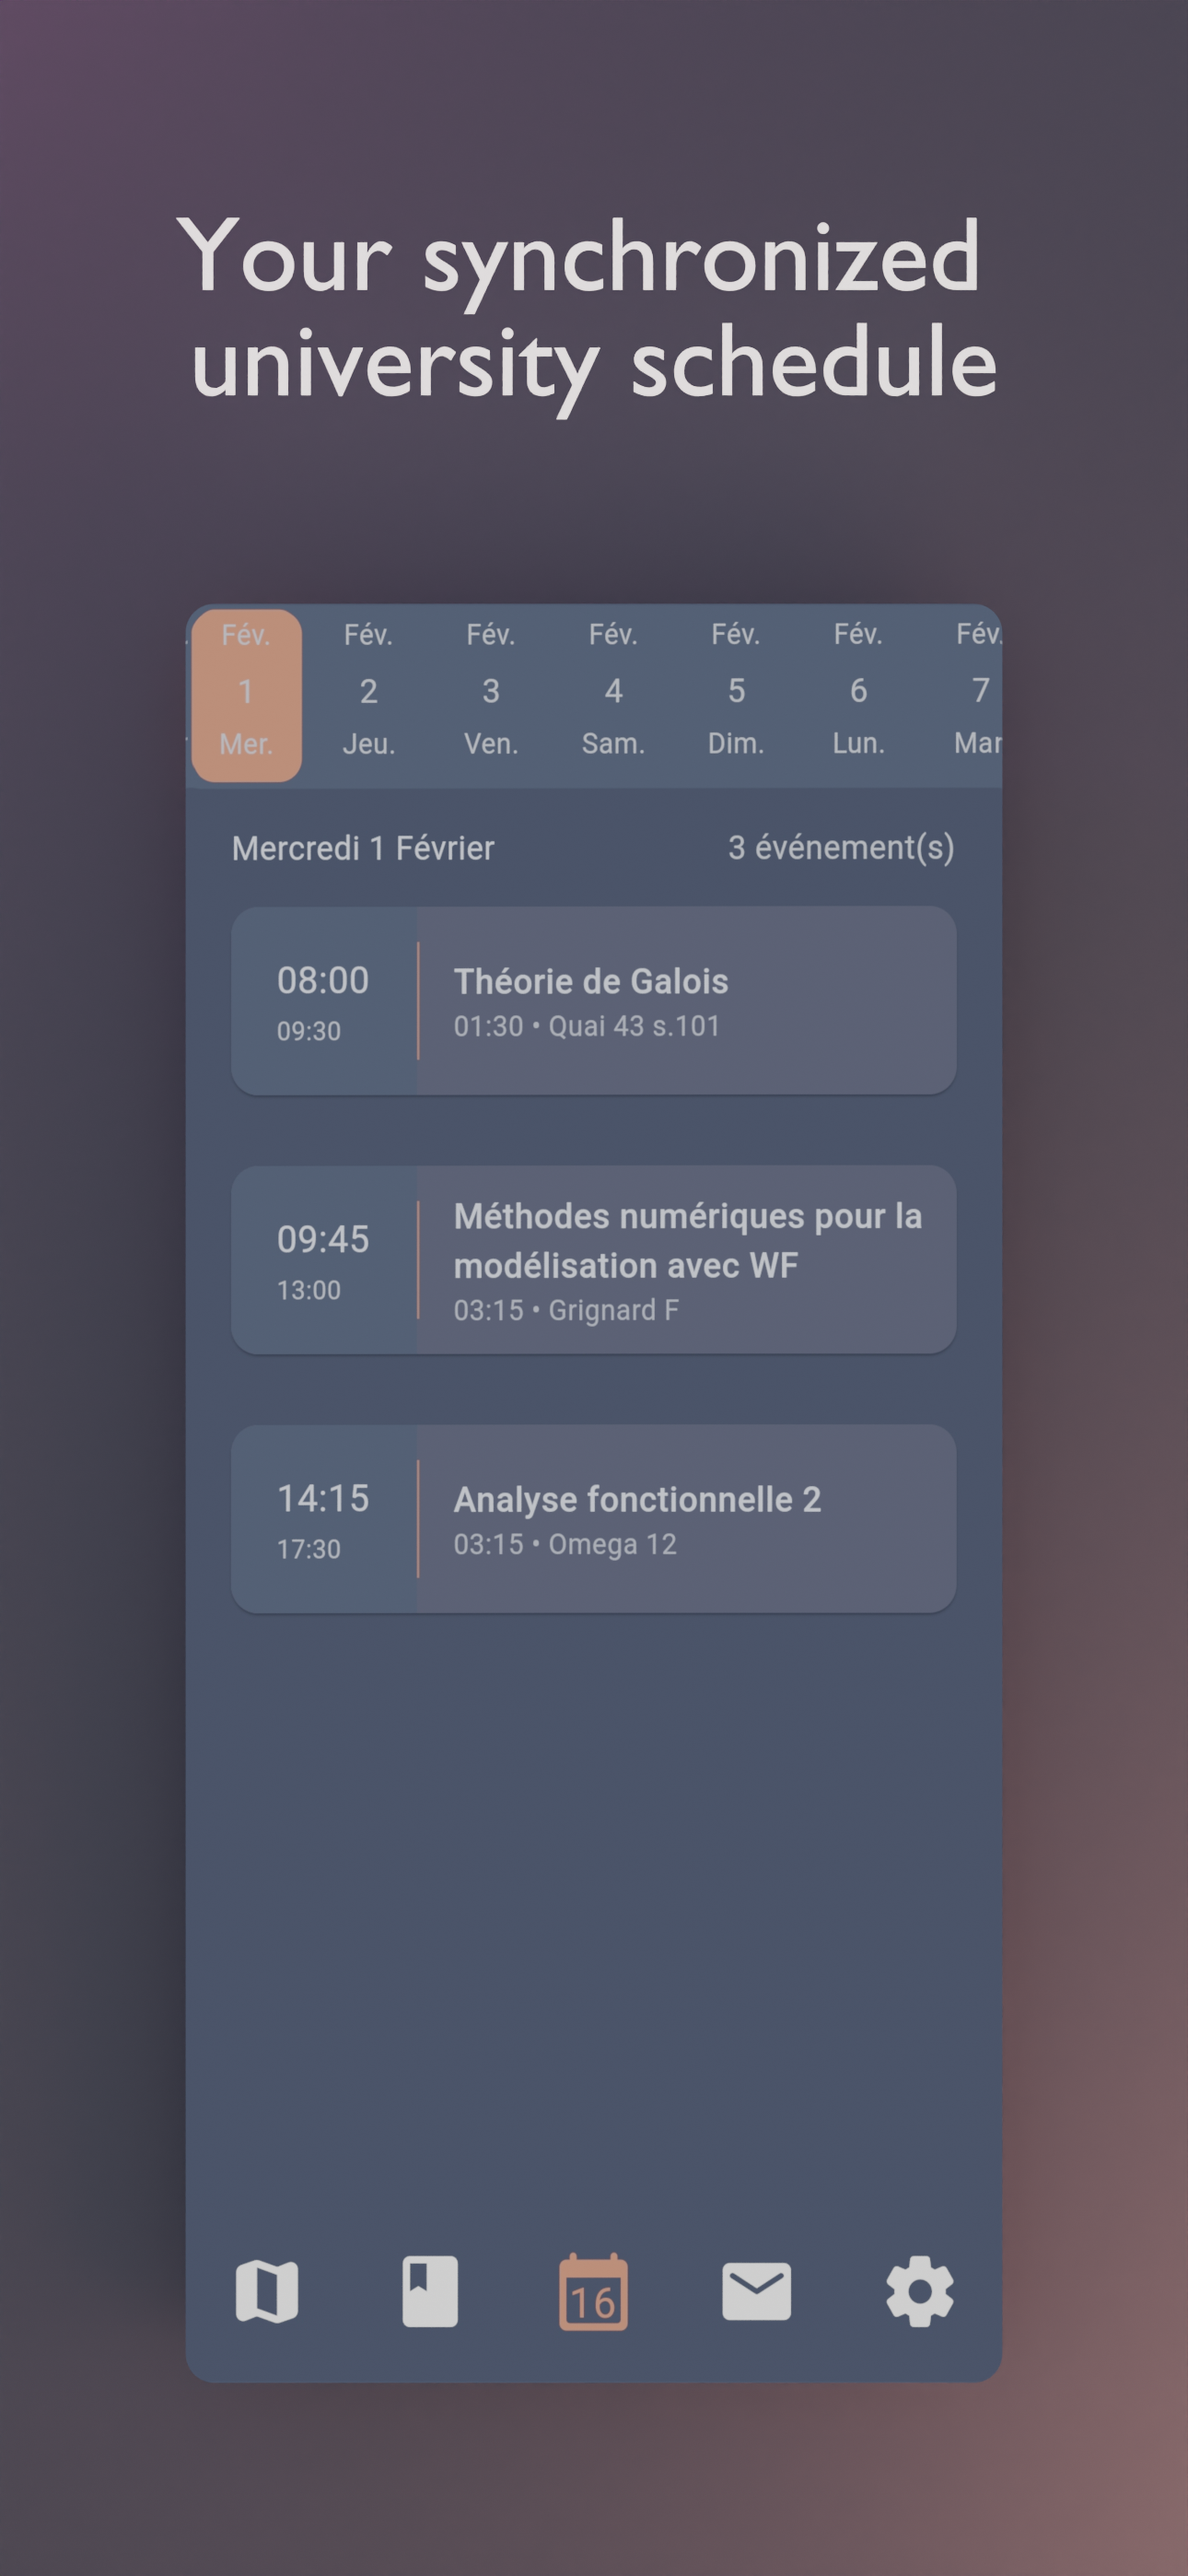 Your synchronized
university schedule
Fév. Fév. Fév. Fév. Fév. Fév. Fév.
1 2 3 4 5 6 7
Mer. Jeu. Ven. Sam. Dim. Lun. Mar
Mercredi 1 Février 3 événement(s)
08:00
09:30
Théorie de Galois
01:30 • Quai 43 s.101
09:45
13:00
Méthodes numériques pour la
modélisation avec WF
03:15 • Grignard F
14:15
17:30
Analyse fonctionnelle 2
03:15 • Omega 12
16